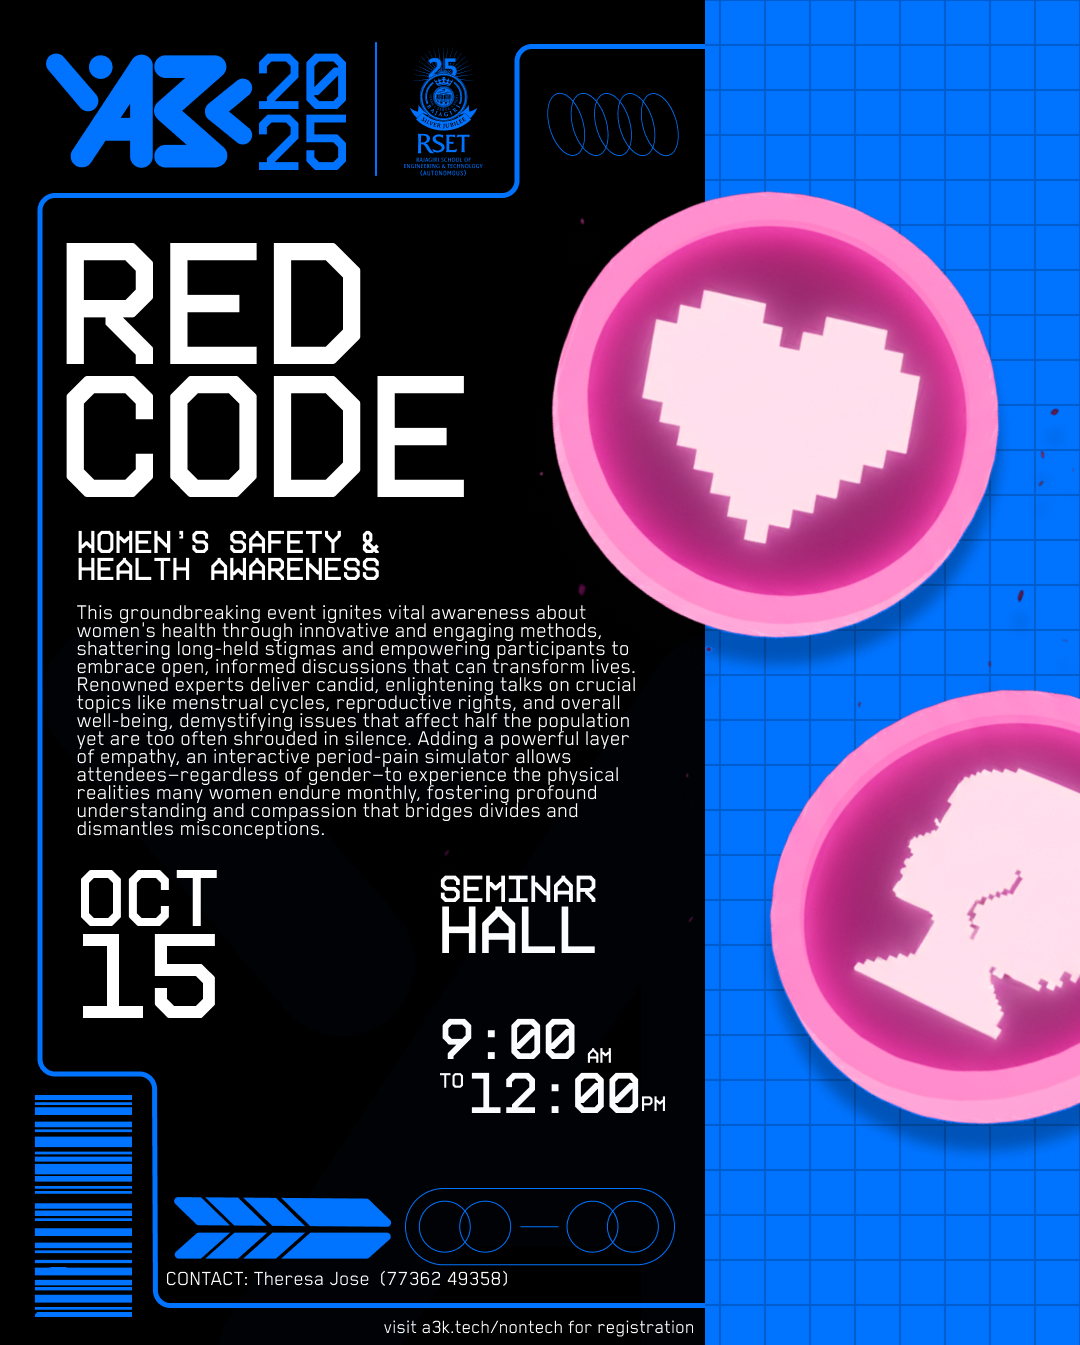 YA3K
20
25
25
RAJAGIRI
SILVER JUBILEE
RSET
RAJAGIRI SCHOOL OF
ENGINEERING & TECHNOLOGY
(AUTONOMOUS)
RED
CODE
WOMEN'S SAFETY &
HEALTH AWARENESS
This groundbreaking event ignites vital awareness about
women's health through innovative and engaging methods,
shattering long-held stigmas and empowering participants to
embrace open, informed discussions that can transform lives.
Renowned experts deliver candid, enlightening talks on crucial
topics like menstrual cycles, reproductive rights, and overall
well-being, demystifying issues that affect half the population
yet are too often shrouded in silence. Adding a powerful layer
of empathy, an interactive period-pain simulator allows
attendees—regardless of gender—to experience the physical
realities many women endure monthly, fostering profound
understanding and compassion that bridges divides and
dismantles misconceptions.
OCT
15
SEMINAR
HALL
9:00 AM
TO 12:00PM
CONTACT: Theresa Jose (77362 49358)
visit a3k.tech/nontech for registration